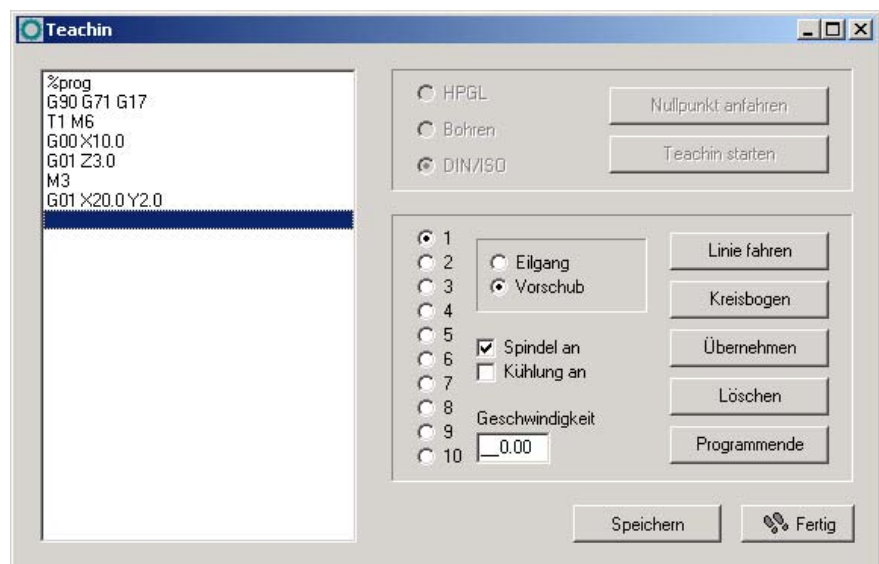 Teachin
%prog
G90 G71 G17
T1 M6
G00 X10.0
G01 Z3.0
M3
G01 X20.0 Y2.0
HPGL
Bohren
DIN/ISO
Nullpunkt anfahren
Teachin starten
1
2
3
4
5
6
7
8
9
10
Eilgang
Vorschub
Spindel an
Kühlung an
Geschwindigkeit
__0.00
Linie fahren
Kreisbogen
Übernehmen
Löschen
Programmende
Speichern
Fertig